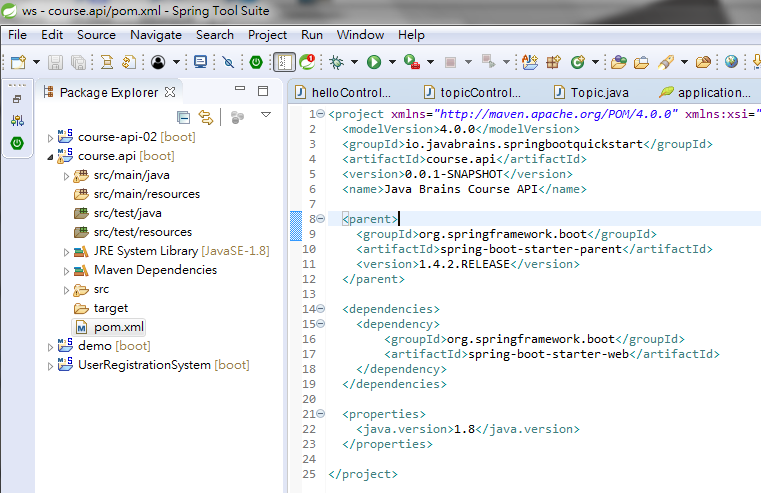 ws - course.api/pom.xml - Spring Tool Suite
File Edit Source Navigate Search Project Run Window Help
Package Explorer
helloControl... topicControl... Topic.java application...
course-api-02 [boot]
course.api [boot]
src/main/java
src/main/resources
src/test/java
src/test/resources
JRE System Library [JavaSE-1.8]
Maven Dependencies
src
target
pom.xml
demo [boot]
UserRegistrationSystem [boot]
1 <project xmlns="http://maven.apache.org/POM/4.0.0" xmlns:xsi="
2 <modelVersion>4.0.0</modelVersion>
3 <groupId>io.javabrains.springbootquickstart</groupId>
4 <artifactId>course.api</artifactId>
5 <version>0.0.1-SNAPSHOT</version>
6 <name>Java Brains Course API</name>
7
8 <parent>
9 <groupId>org.springframework.boot</groupId>
10 <artifactId>spring-boot-starter-parent</artifactId>
11 <version>1.4.2.RELEASE</version>
12 </parent>
13
14 <dependencies>
15 <dependency>
16 <groupId>org.springframework.boot</groupId>
17 <artifactId>spring-boot-starter-web</artifactId>
18 </dependency>
19 </dependencies>
20
21 <properties>
22 <java.version>1.8</java.version>
23 </properties>
24
25 </project>